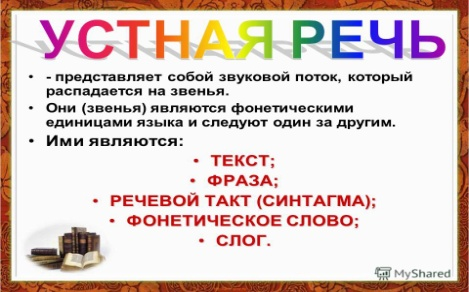 УСТНАЯ РЕЧЬ
• - представляет собой звуковой поток, который
распадается на звенья.
• Они (звенья) являются фонетическими
единицами языка и следуют один за другим.
• Ими являются:
• ТЕКСТ;
• ФРАЗА;
• РЕЧЕВОЙ ТАКТ (СИНТАГМА);
• ФОНЕТИЧЕСКОЕ СЛОВО;
• СЛОГ.
MyShared